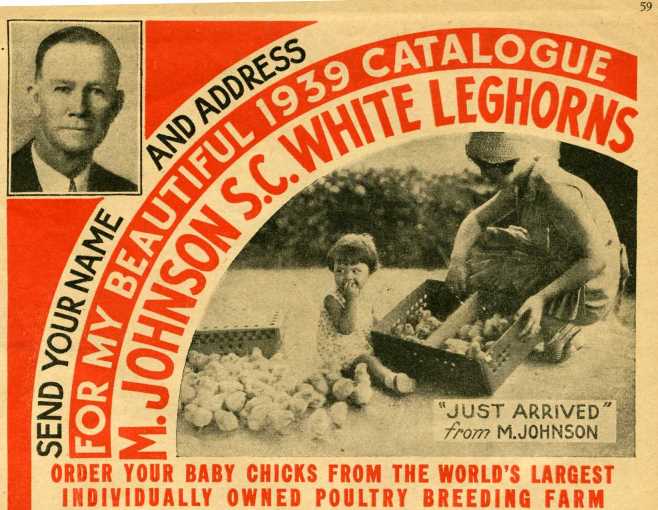 59
SEND YOUR NAME AND ADDRESS
FOR MY BEAUTIFUL 1939 CATALOGUE
M. JOHNSON S.C. WHITE LEGHORNS
"JUST ARRIVED"
from M. JOHNSON
ORDER YOUR BABY CHICKS FROM THE WORLD'S LARGEST
INDIVIDUALLY OWNED POULTRY BREEDING FARM